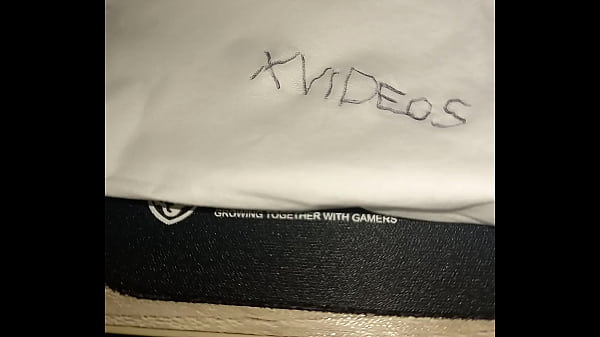 XVIDEOS
GROWING TOGETHER WITH GAMERS